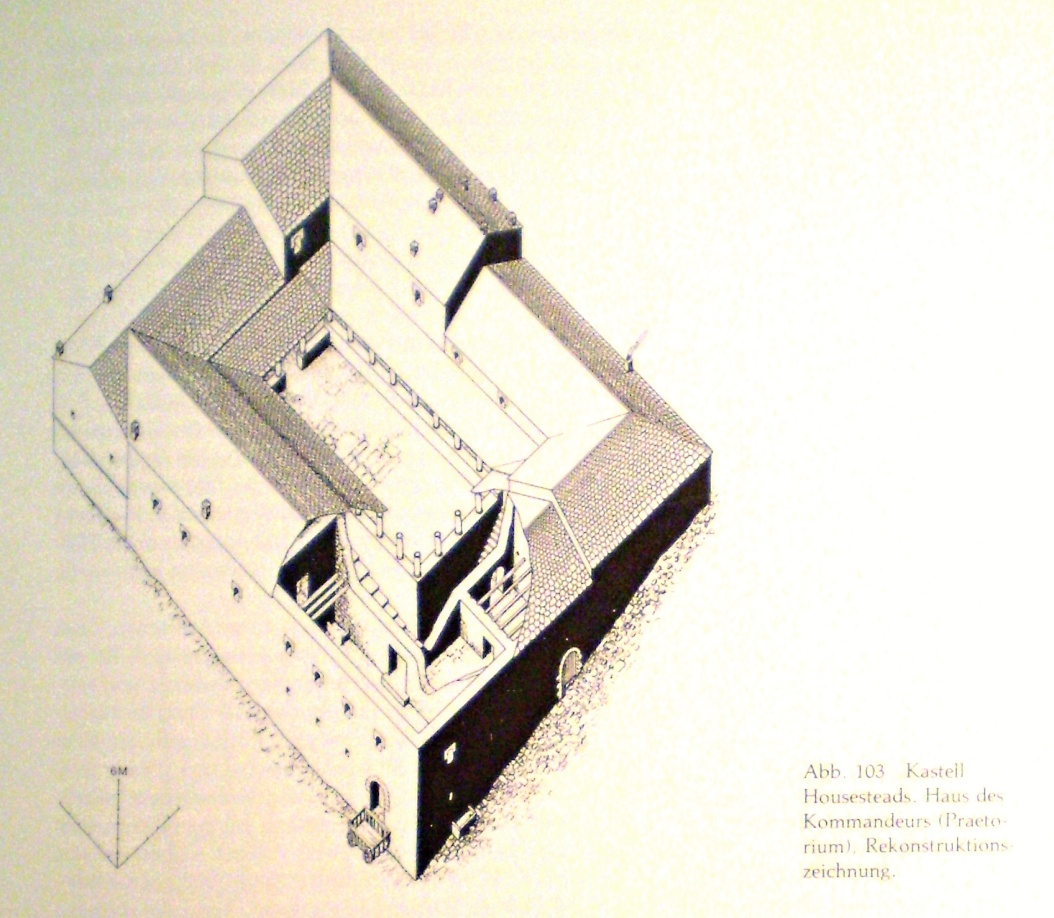 6M
Abb. 103 Kastell
Housesteads. Haus des
Kommandeurs (Praeto-
rium). Rekonstruktions-
zeichnung.